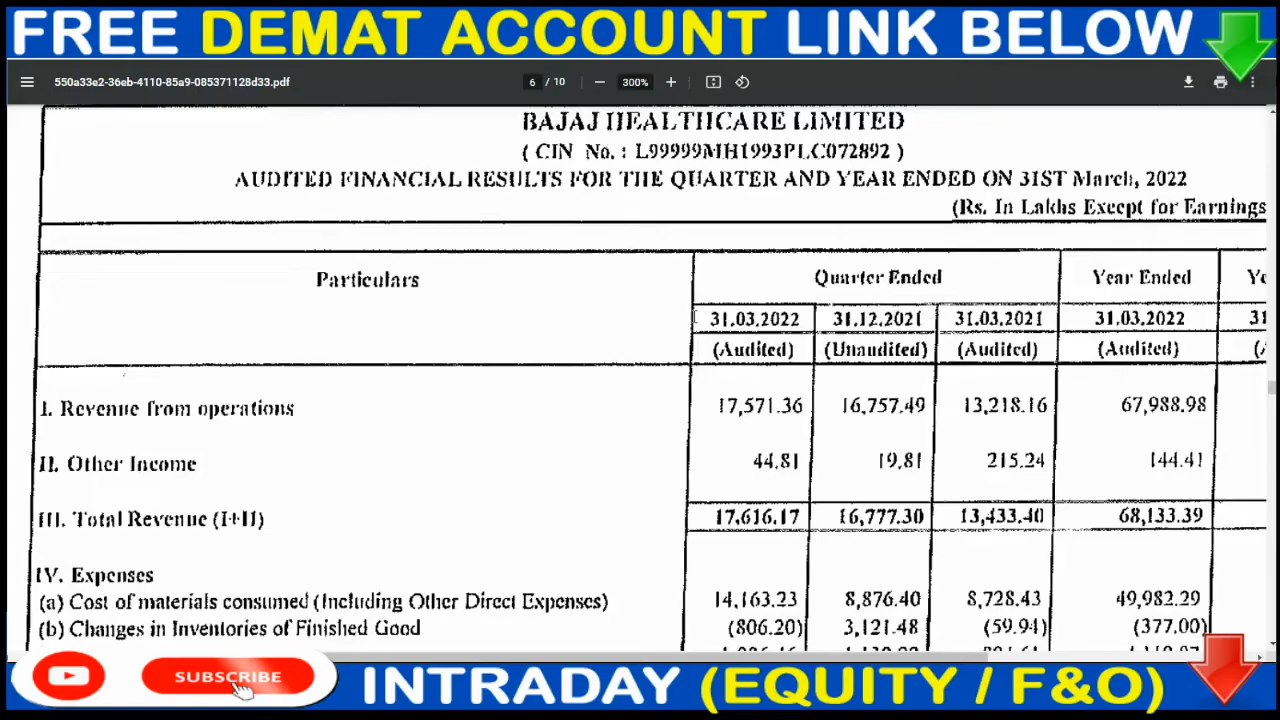 FREE DEMAT ACCOUNT LINK BELOW
550a33e2-36eb-4110-85a9-085371128d33.pdf 6 / 10 300%
BAJAJ HEALTHCARE LIMITED
( CIN No. : L99999MH1993PLC072892 )
AUDITED FINANCIAL RESULTS FOR THE QUARTER AND YEAR ENDED ON 31ST March, 2022
(Rs. In Lakhs Except for Earnings
Particulars Quarter Ended Year Ended
31.03.2022 31.12.2021 31.03.2021 31.03.2022
(Audited) (Unaudited) (Audited) (Audited)
I. Revenue from operations 17,571.36 16,757.49 13,218.16 67,988.98
II. Other Income 44.81 19.81 215.24 144.41
III. Total Revenue (I+II) 17,616.17 16,777.30 13,433.40 68,133.39
IV. Expenses
(a) Cost of materials consumed (Including Other Direct Expenses) 14,163.23 8,876.40 8,728.43 49,982.29
(b) Changes in Inventories of Finished Good (806.20) 3,121.48 (59.94) (377.00)
SUBSCRIBE
INTRADAY (EQUITY / F&O)